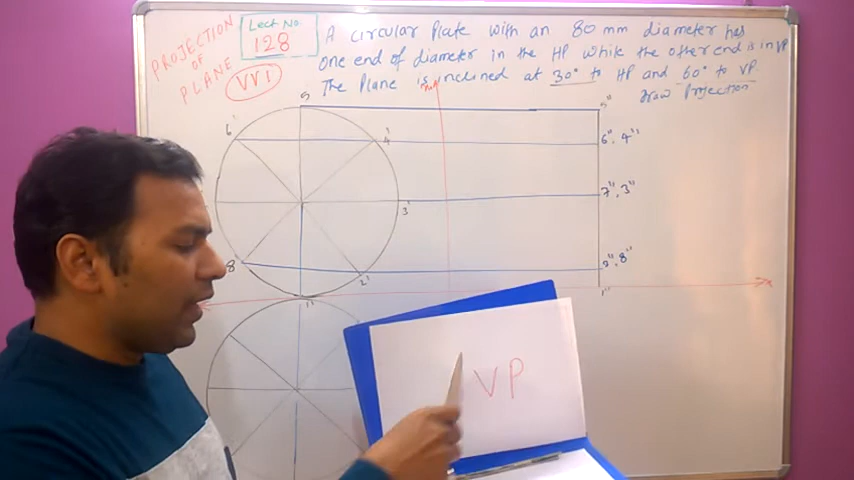 PROJECTION
OF
PLANE
VVI
Lect No.
128
A circular Plate with an 80 mm diameter has
one end of diameter in the HP while the other end is in VP
The Plane is inclined at 30° to HP and 60° to VP.
Draw Projection
5"
6'
4'
6", 4"
3'
7", 3"
8
2'
2", 8"
1'
1"
x
VP